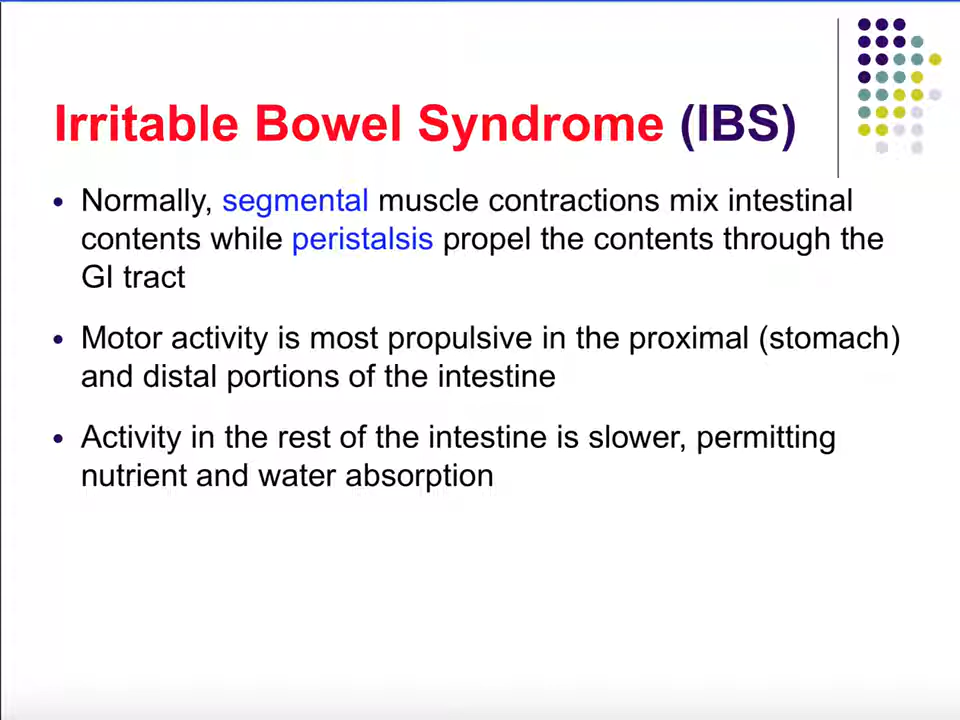 Irritable Bowel Syndrome (IBS)
• Normally, segmental muscle contractions mix intestinal
contents while peristalsis propel the contents through the
GI tract
• Motor activity is most propulsive in the proximal (stomach)
and distal portions of the intestine
• Activity in the rest of the intestine is slower, permitting
nutrient and water absorption